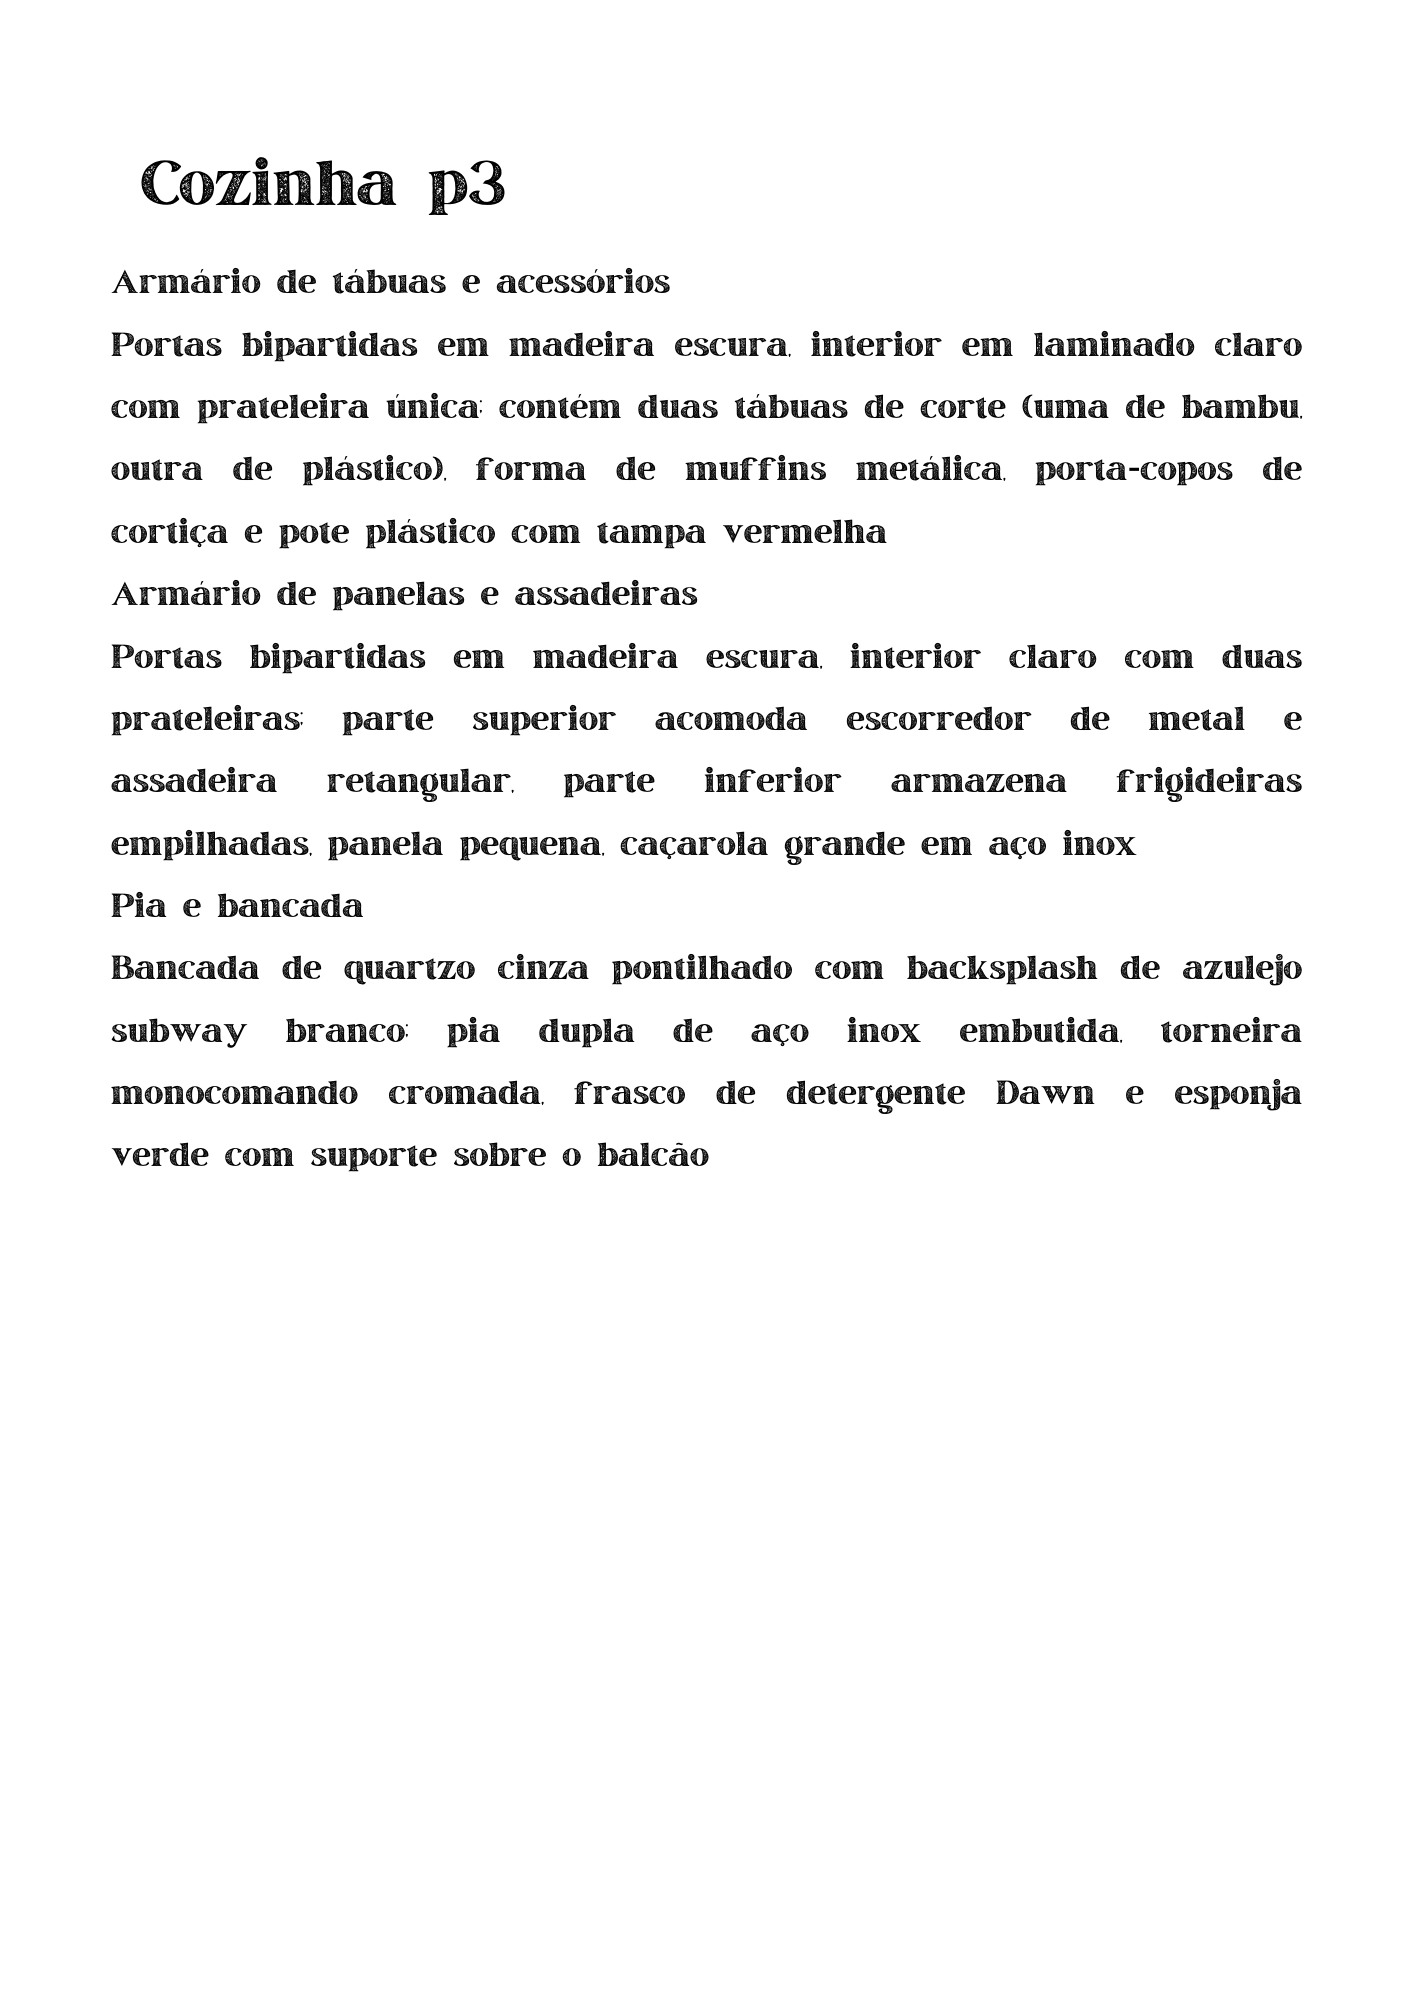 Cozinha p3
Armário de tábuas e acessórios
Portas bipartidas em madeira escura, interior em laminado claro
com prateleira única; contém duas tábuas de corte (uma de bambu,
outra de plástico), forma de muffins metálica, porta-copos de
cortiça e pote plástico com tampa vermelha
Armário de panelas e assadeiras
Portas bipartidas em madeira escura, interior claro com duas
prateleiras; parte superior acomoda escorredor de metal e
assadeira retangular, parte inferior armazena frigideiras
empilhadas, panela pequena, caçarola grande em aço inox
Pia e bancada
Bancada de quartzo cinza pontilhado com backsplash de azulejo
subway branco; pia dupla de aço inox embutida, torneira
monocomando cromada, frasco de detergente Dawn e esponja
verde com suporte sobre o balcão